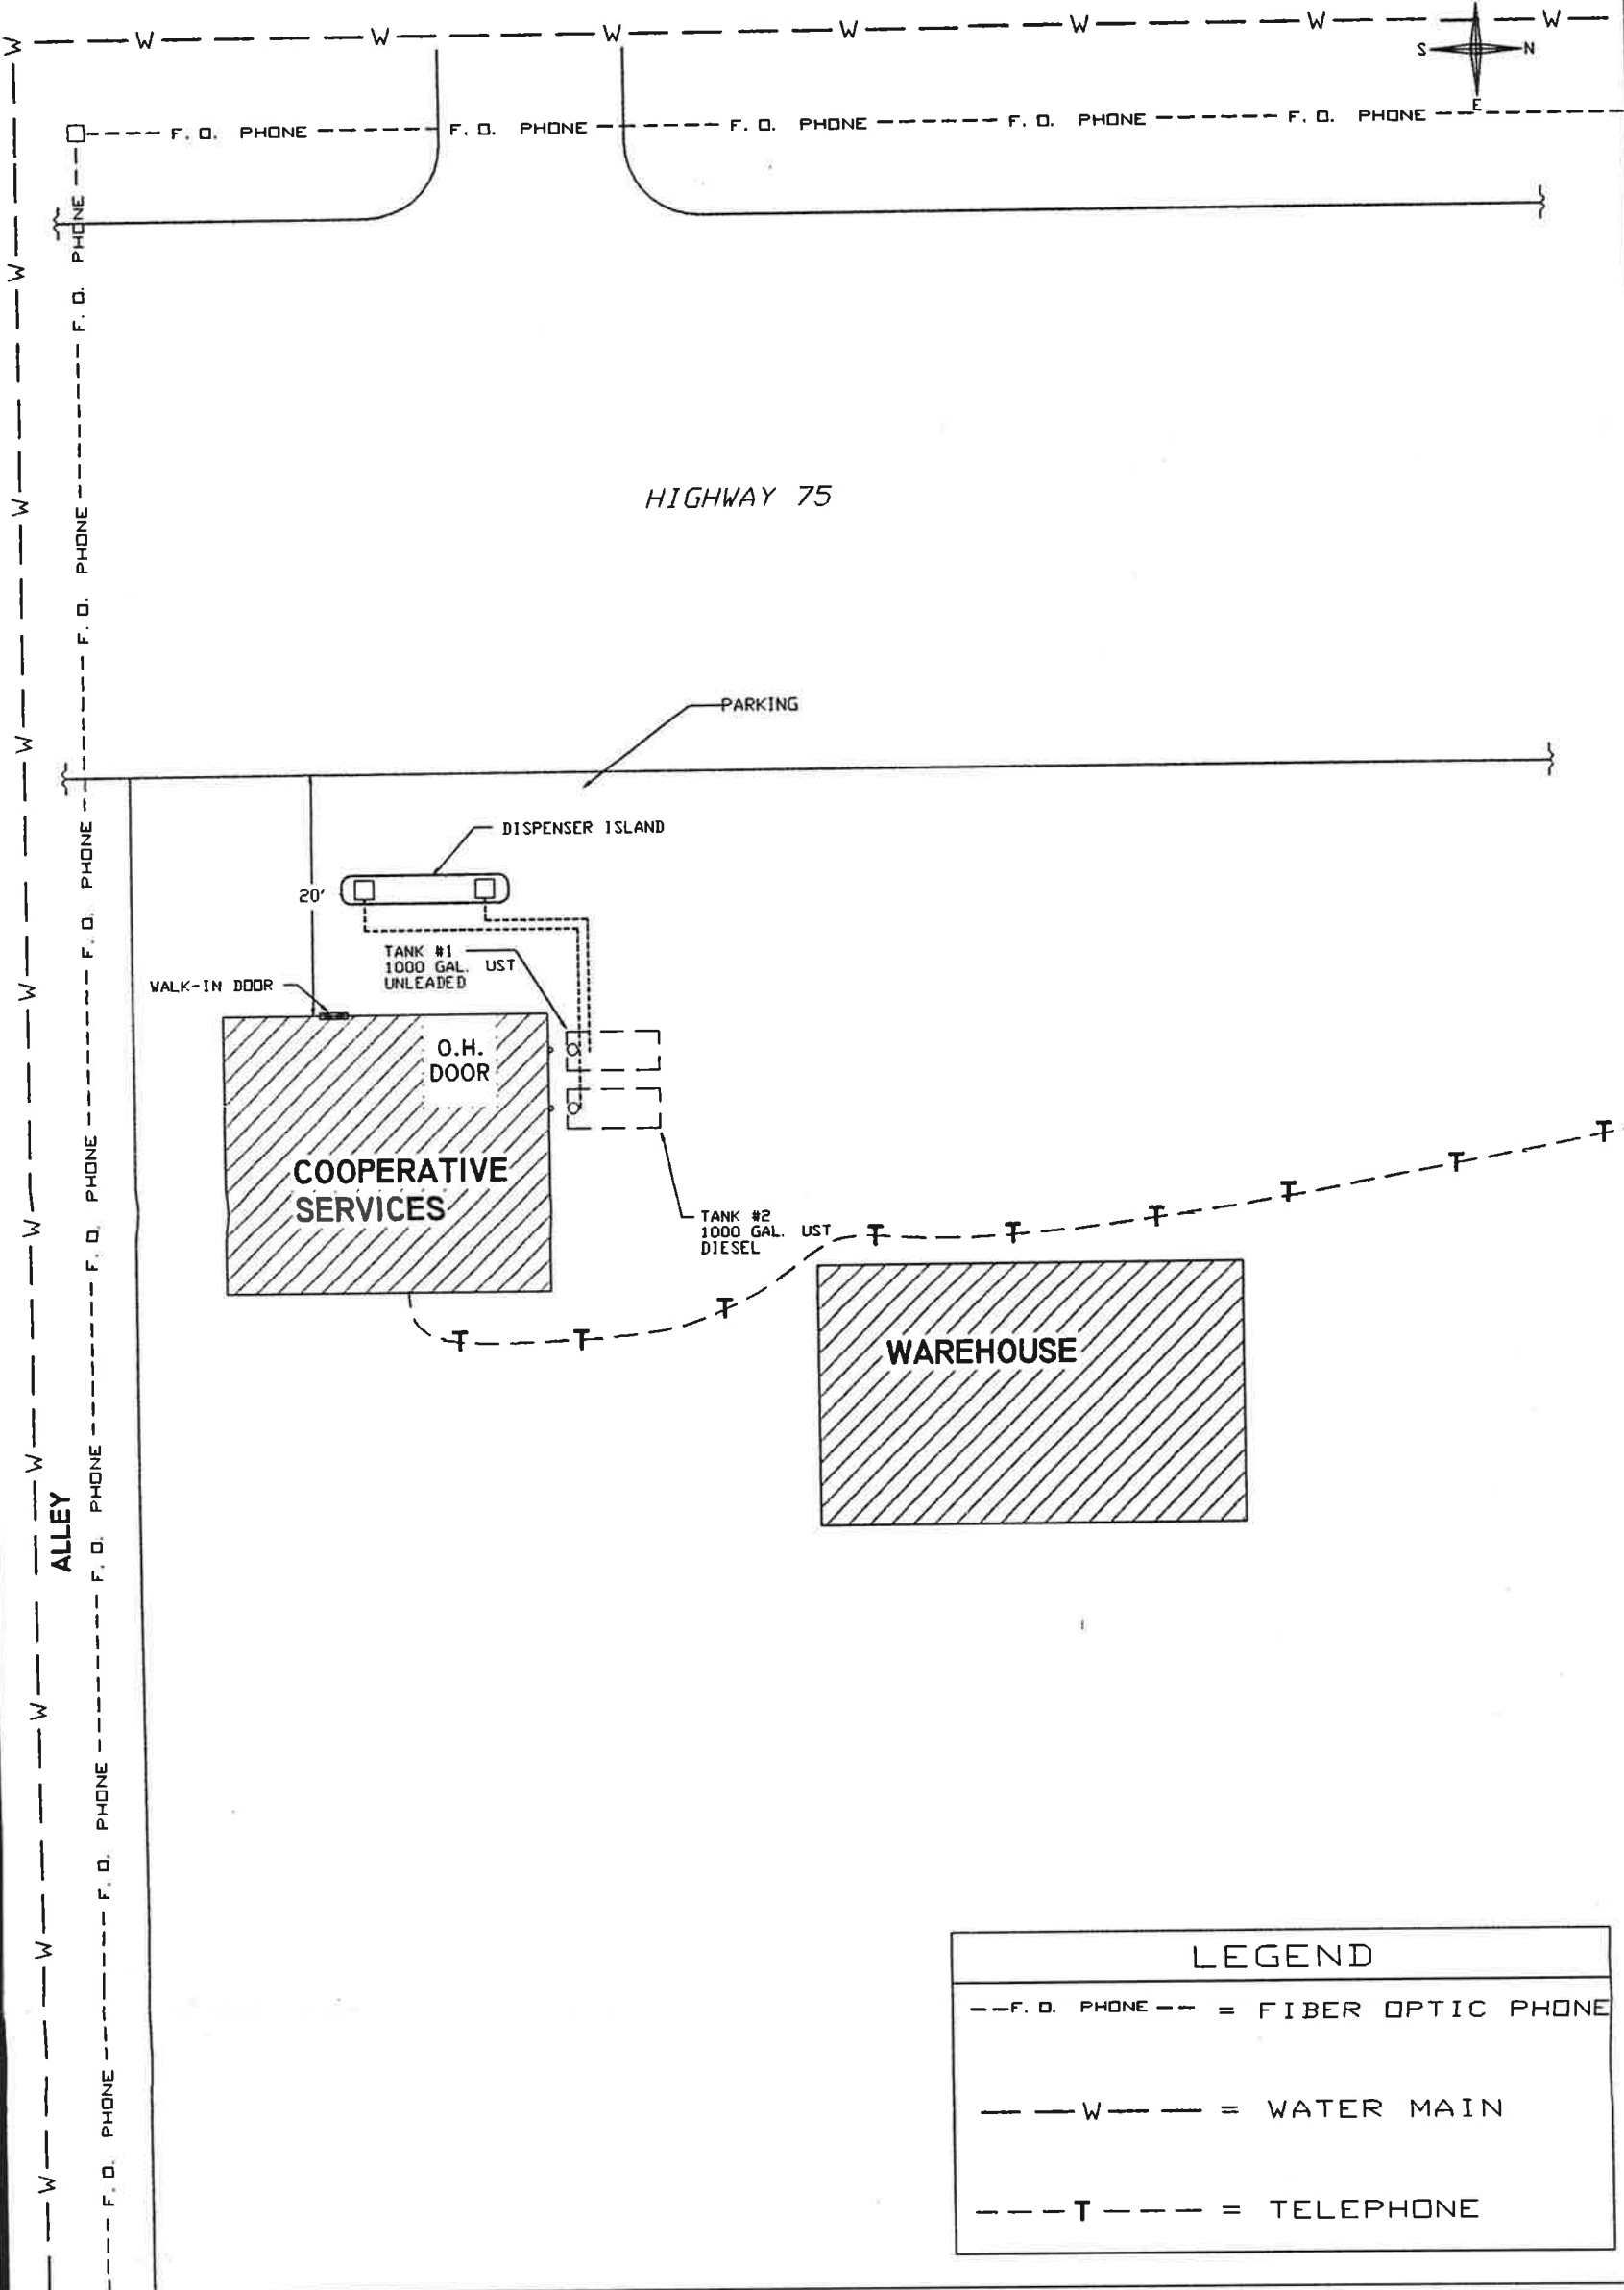 W W W W W W W
S N
E
F. O. PHONE F. O. PHONE F. O. PHONE F. O. PHONE F. O. PHONE
HIGHWAY 75
PARKING
DISPENSER ISLAND
20'
TANK #1
1000 GAL. UST
UNLEADED
WALK-IN DOOR
O.H.
DOOR
COOPERATIVE
SERVICES
TANK #2
1000 GAL. UST
DIESEL
T T T T T
T T T
WAREHOUSE
W W W W W W W W W W
ALLEY
F. O. PHONE F. O. PHONE F. O. PHONE F. O. PHONE F. O. PHONE F. O. PHONE F. O. PHONE
LEGEND
F. O. PHONE = FIBER OPTIC PHONE
W = WATER MAIN
T = TELEPHONE